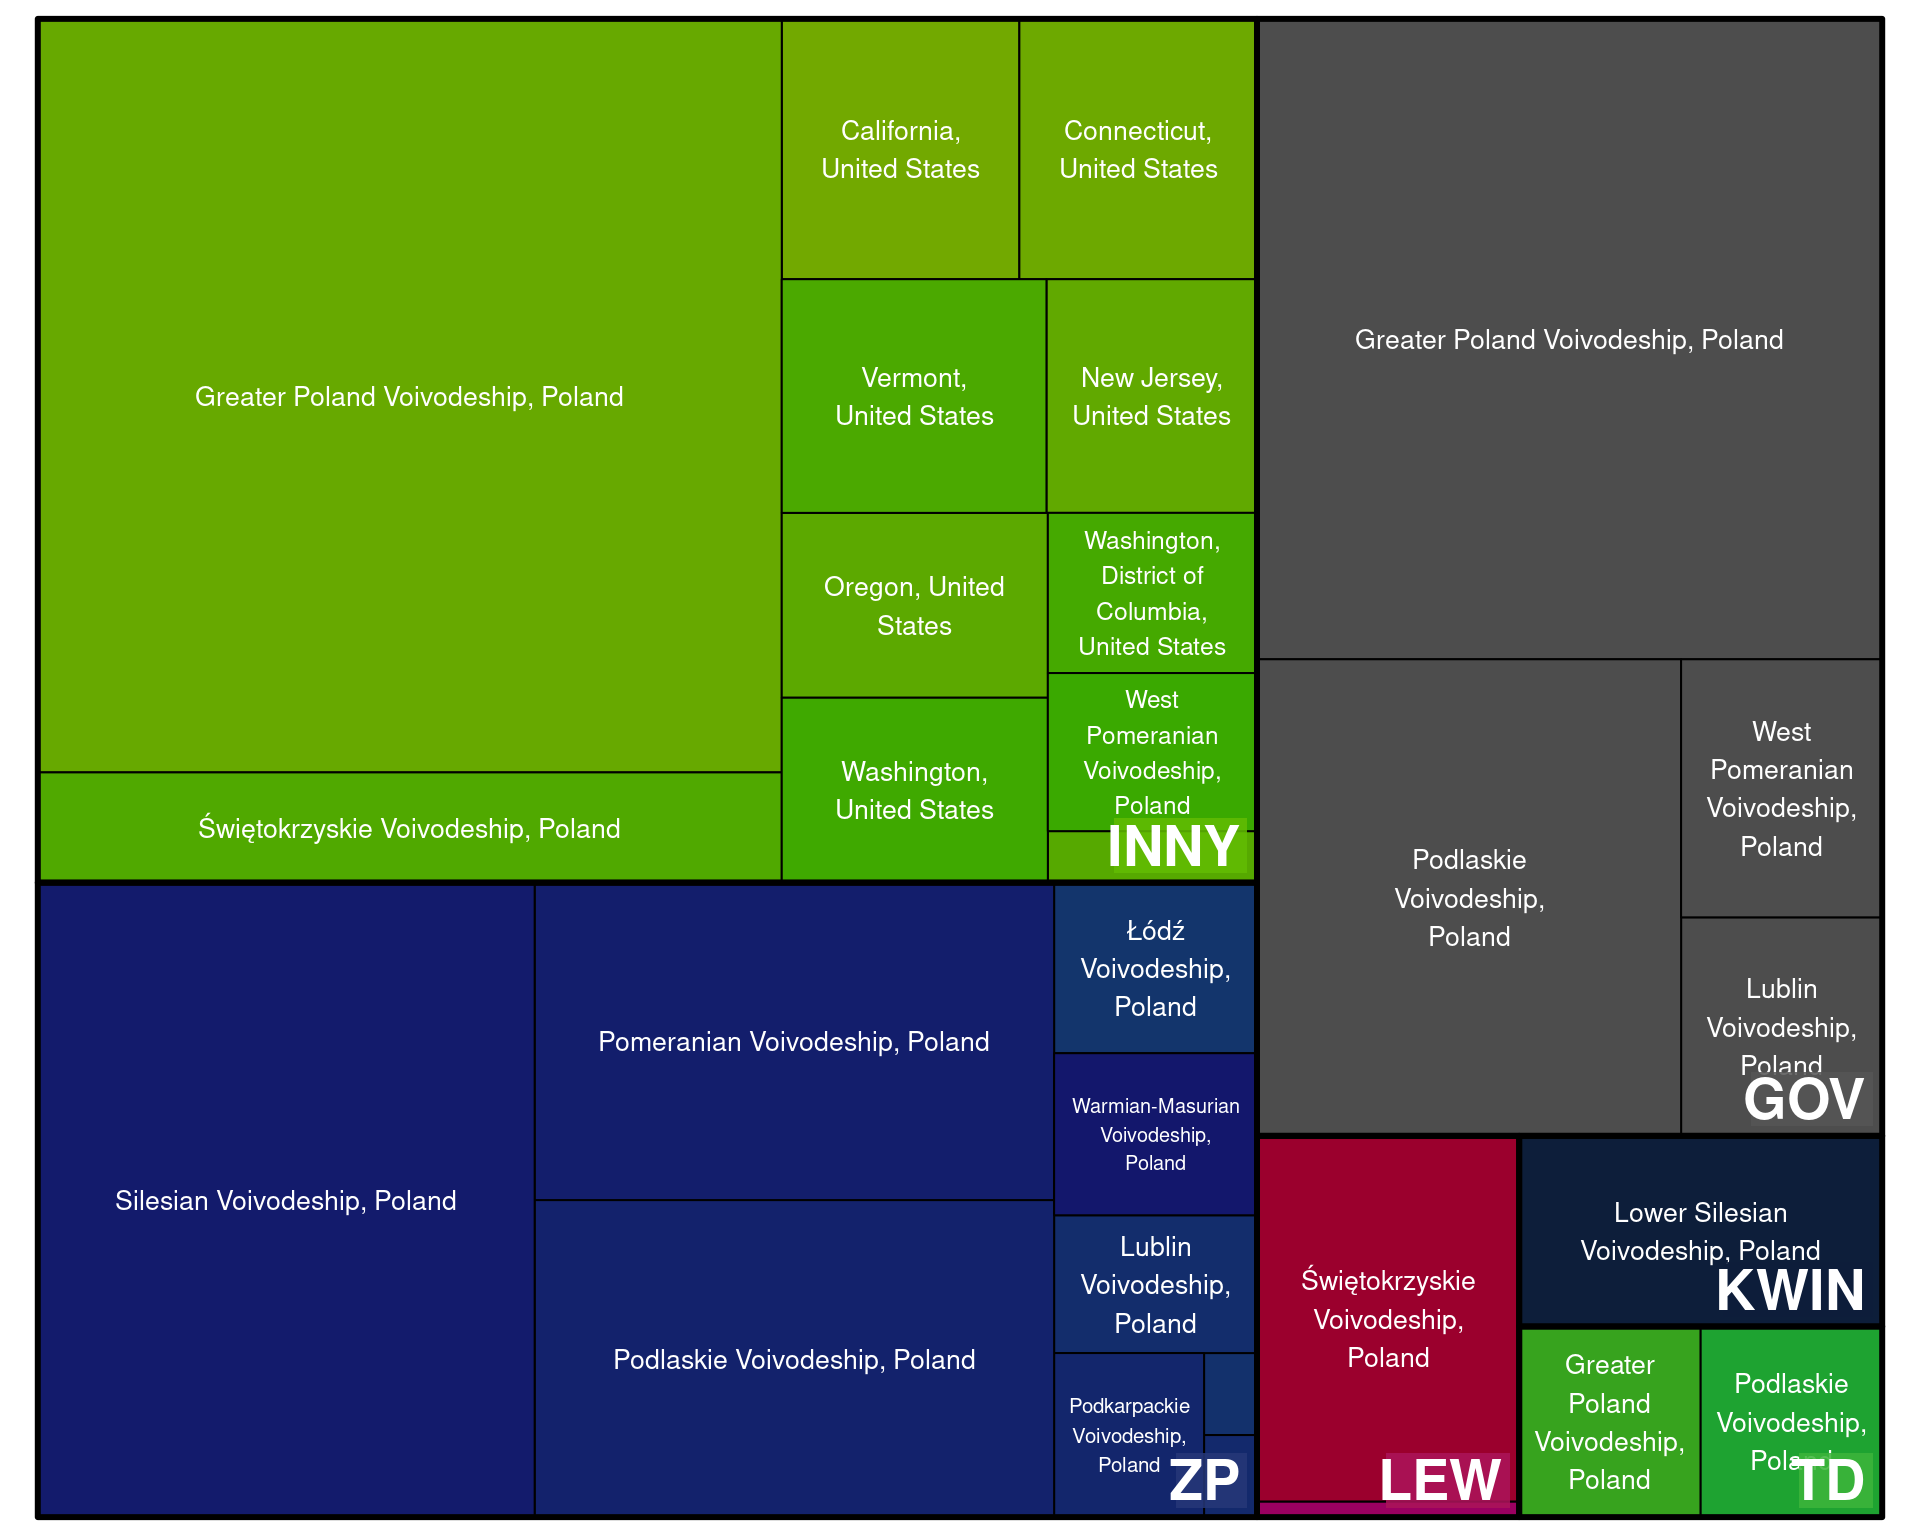 Greater Poland Voivodeship, Poland
Świętokrzyskie Voivodeship, Poland
California,
United States
Connecticut,
United States
Vermont,
United States
New Jersey,
United States
Oregon, United
States
Washington,
District of
Columbia,
United States
Washington,
United States
West
Pomeranian
Voivodeship,
Poland
INNY
Silesian Voivodeship, Poland
Pomeranian Voivodeship, Poland
Podlaskie Voivodeship, Poland
Łódź
Voivodeship,
Poland
Warmian-Masurian
Voivodeship,
Poland
Lublin
Voivodeship,
Poland
Podkarpackie
Voivodeship,
Poland
ZP
Greater Poland Voivodeship, Poland
Podlaskie
Voivodeship,
Poland
West
Pomeranian
Voivodeship,
Poland
Lublin
Voivodeship,
Poland
GOV
Świętokrzyskie
Voivodeship,
Poland
LEW
Lower Silesian
Voivodeship, Poland
KWIN
Greater
Poland
Voivodeship,
Poland
Podlaskie
Voivodeship,
Poland
TD